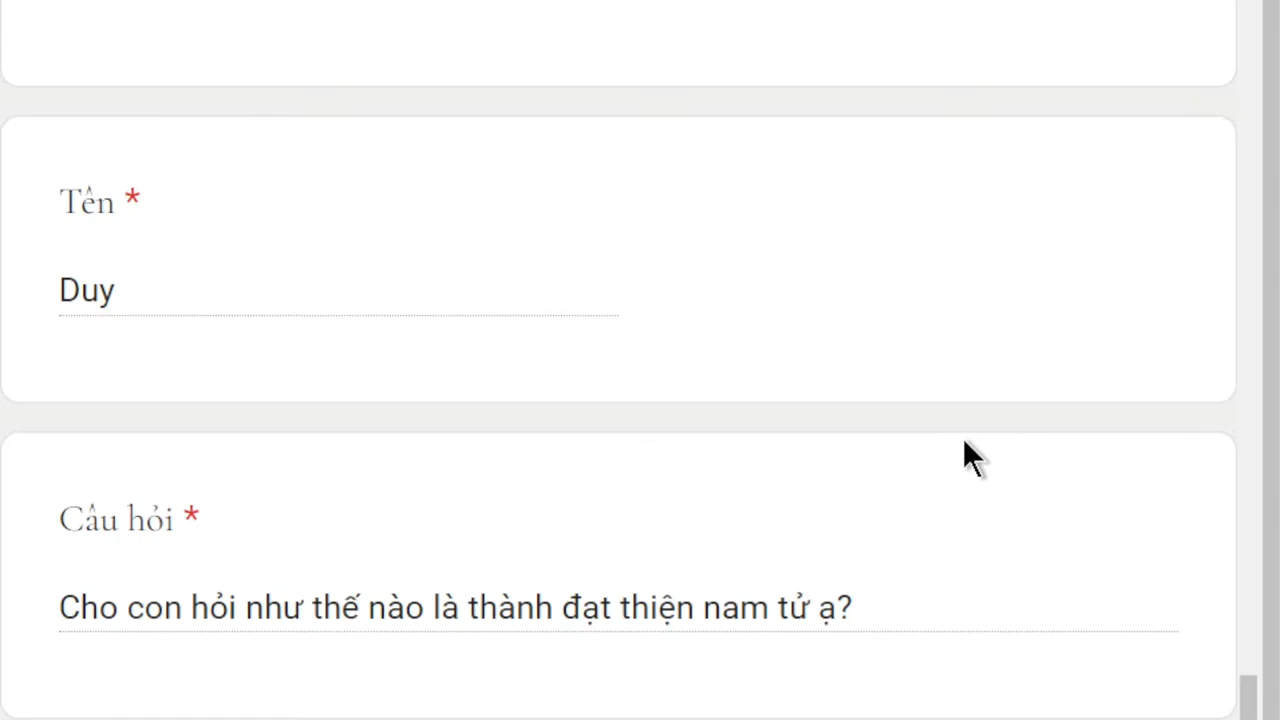 Tên *
Duy
Câu hỏi *
Cho con hỏi như thế nào là thành đạt thiện nam tử ạ?